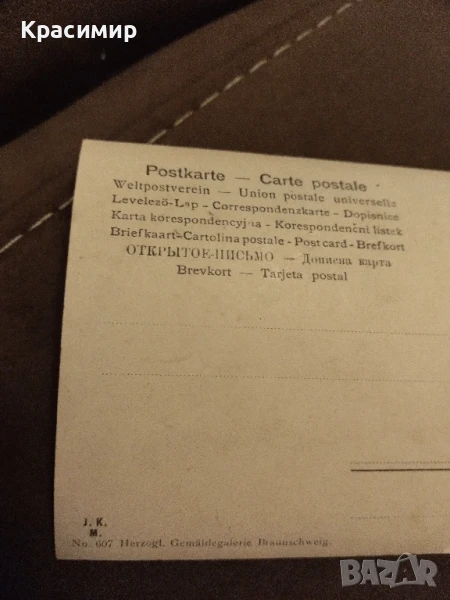 Красимир
Postkarte — Carte postale
Weltpostverein — Union postale universelle
Levelező-Lap - Correspondenzkarte - Dopisnice
Karta korespondencyjna - Korespondenční lístek
Briefkaart - Cartolina postale - Post card - Brefkort
ОТКРЫТОЕ-ПИСЬМО — Дописна карта
Brevkort — Tarjeta postal
J. K.
M.
No. 607 Herzogl. Gemäldegalerie Braunschweig.
BAZAR